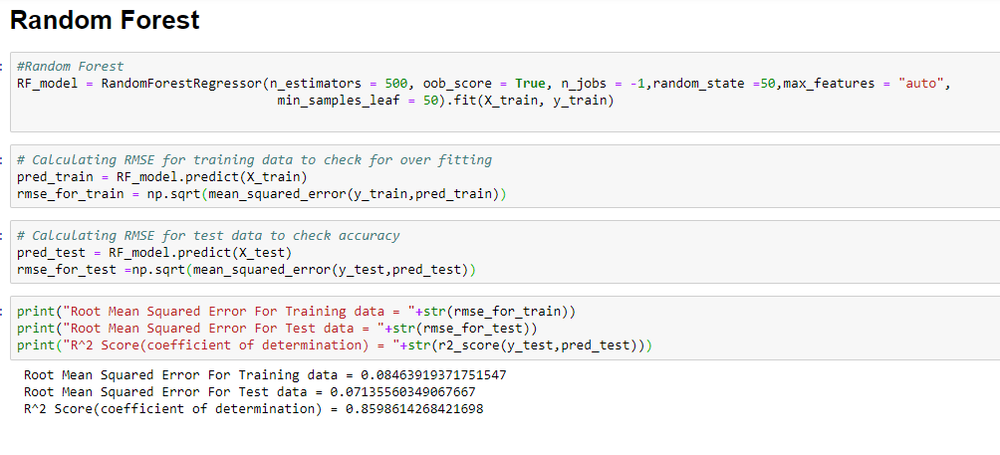 Random Forest
#Random Forest
RF_model = RandomForestRegressor(n_estimators = 500, oob_score = True, n_jobs = -1,random_state =50,max_features = "auto",
min_samples_leaf = 50).fit(X_train, y_train)
# Calculating RMSE for training data to check for over fitting
pred_train = RF_model.predict(X_train)
rmse_for_train = np.sqrt(mean_squared_error(y_train,pred_train))
# Calculating RMSE for test data to check accuracy
pred_test = RF_model.predict(X_test)
rmse_for_test =np.sqrt(mean_squared_error(y_test,pred_test))
print("Root Mean Squared Error For Training data = "+str(rmse_for_train))
print("Root Mean Squared Error For Test data = "+str(rmse_for_test))
print("R^2 Score(coefficient of determination) = "+str(r2_score(y_test,pred_test)))
Root Mean Squared Error For Training data = 0.08463919371751547
Root Mean Squared Error For Test data = 0.07135560349067667
R^2 Score(coefficient of determination) = 0.8598614268421698